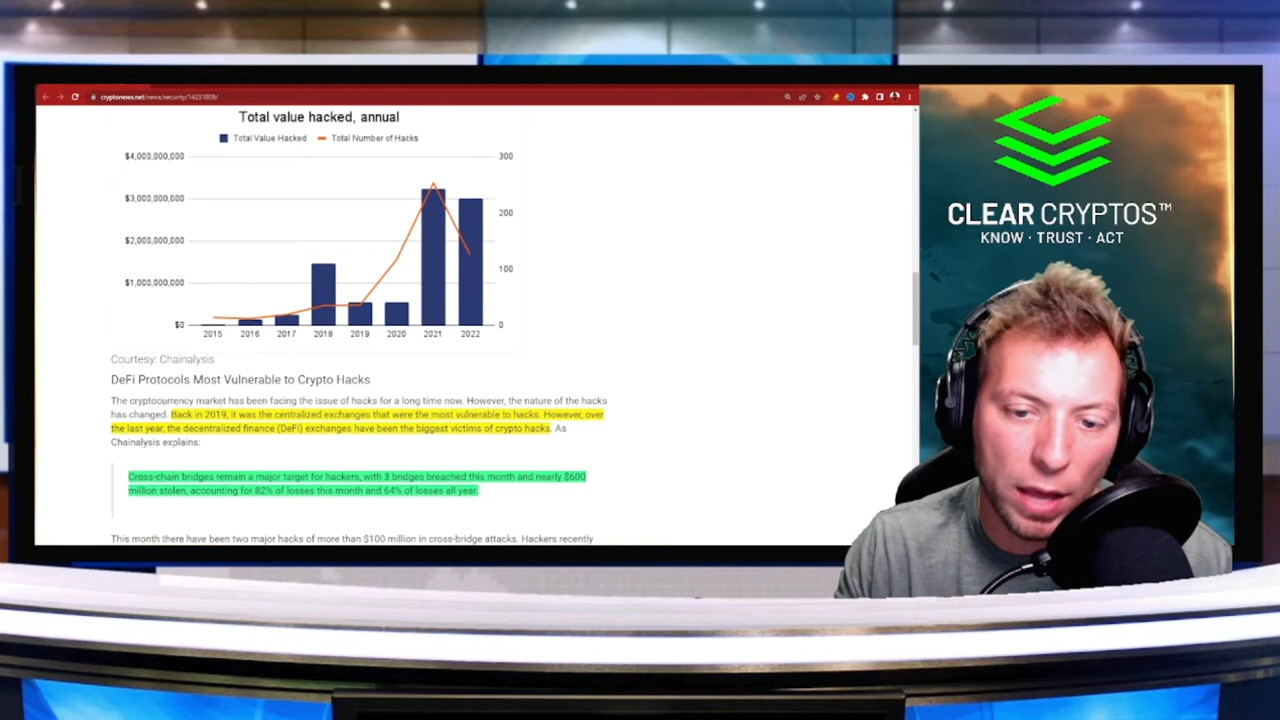 cryptonews.net/news/security/14231809/
Total value hacked, annual
Total Value Hacked Total Number of Hacks
$4,000,000,000 300
$3,000,000,000
200
$2,000,000,000
100
$1,000,000,000
$0 0
2015 2016 2017 2018 2019 2020 2021 2022
Courtesy: Chainalysis
DeFi Protocols Most Vulnerable to Crypto Hacks
The cryptocurrency market has been facing the issue of hacks for a long time now. However, the nature of the hacks
has changed. Back in 2019, it was the centralized exchanges that were the most vulnerable to hacks. However, over
the last year, the decentralized finance (DeFi) exchanges have been the biggest victims of crypto hacks. As
Chainalysis explains:
Cross-chain bridges remain a major target for hackers, with 3 bridges breached this month and nearly $600
million stolen, accounting for 82% of losses this month and 64% of losses all year.
This month there have been two major hacks of more than $100 million in cross-bridge attacks. Hackers recently
CLEAR CRYPTOS™
KNOW · TRUST · ACT